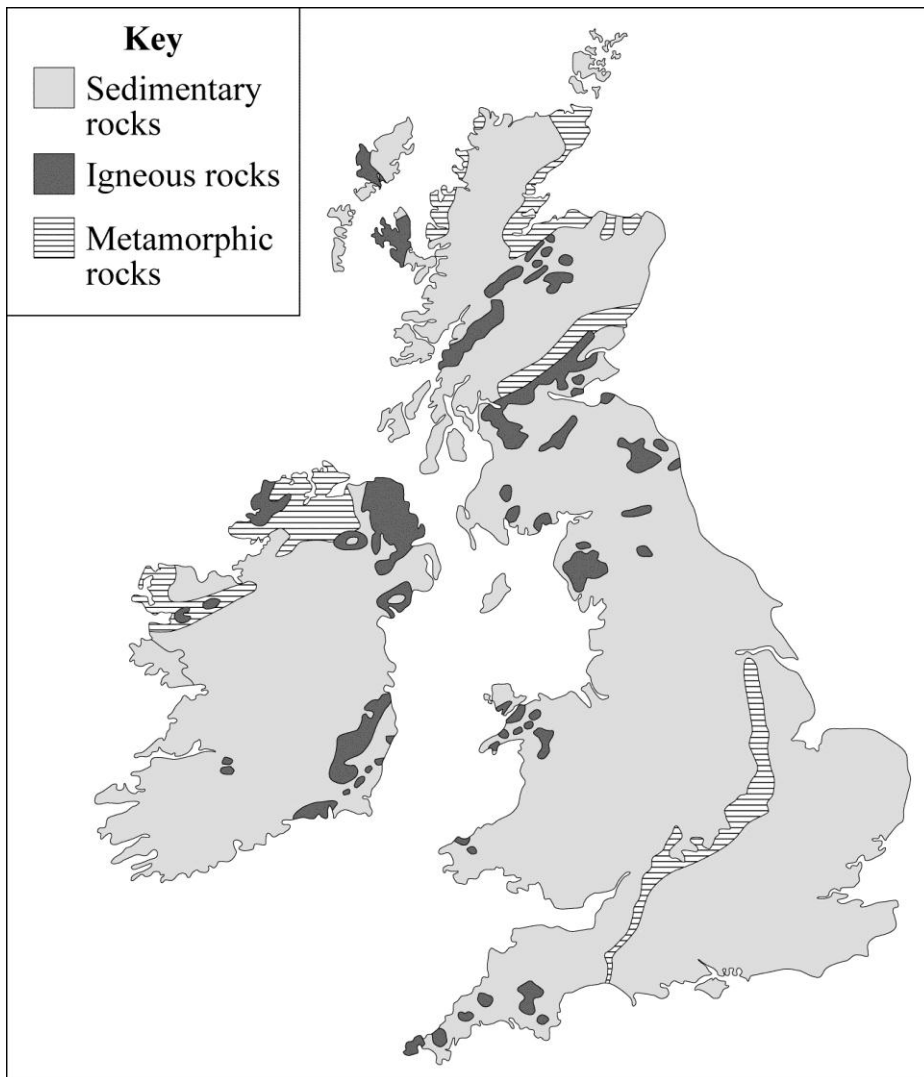 Key
Sedimentary
rocks
Igneous rocks
Metamorphic
rocks